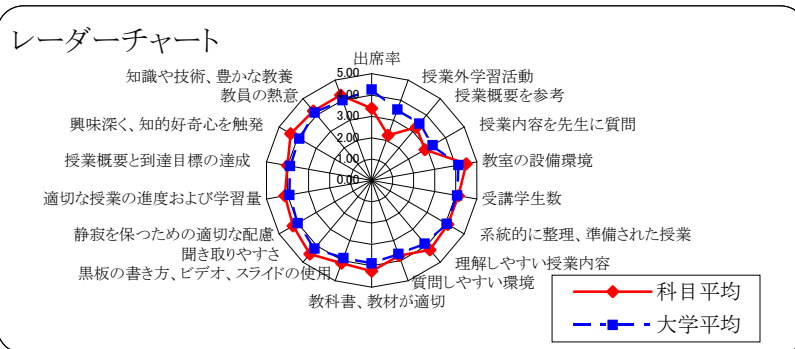 レーダーチャート
出席率
授業外学習活動
授業概要を参考
授業内容を先生に質問
教室の設備環境
受講学生数
系統的に整理、準備された授業
理解しやすい授業内容
質問しやすい環境
教科書、教材が適切
黒板の書き方、ビデオ、スライドの使用
聞き取りやすさ
静寂を保つための適切な配慮
適切な授業の進度および学習量
授業概要と到達目標の達成
興味深く、知的好奇心を触発
教員の熱意
知識や技術、豊かな教養
5.00
4.00
3.00
2.00
1.00
0.00
科目平均
大学平均